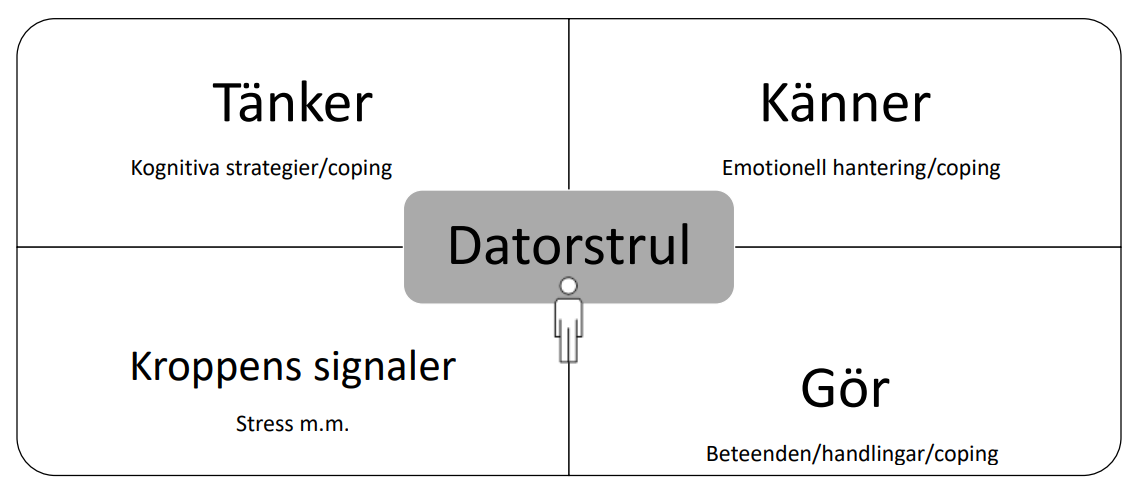 Tänker
Kognitiva strategier/coping
Känner
Emotionell hantering/coping
Datorstrul
Kroppens signaler
Stress m.m.
Gör
Beteenden/handlingar/coping